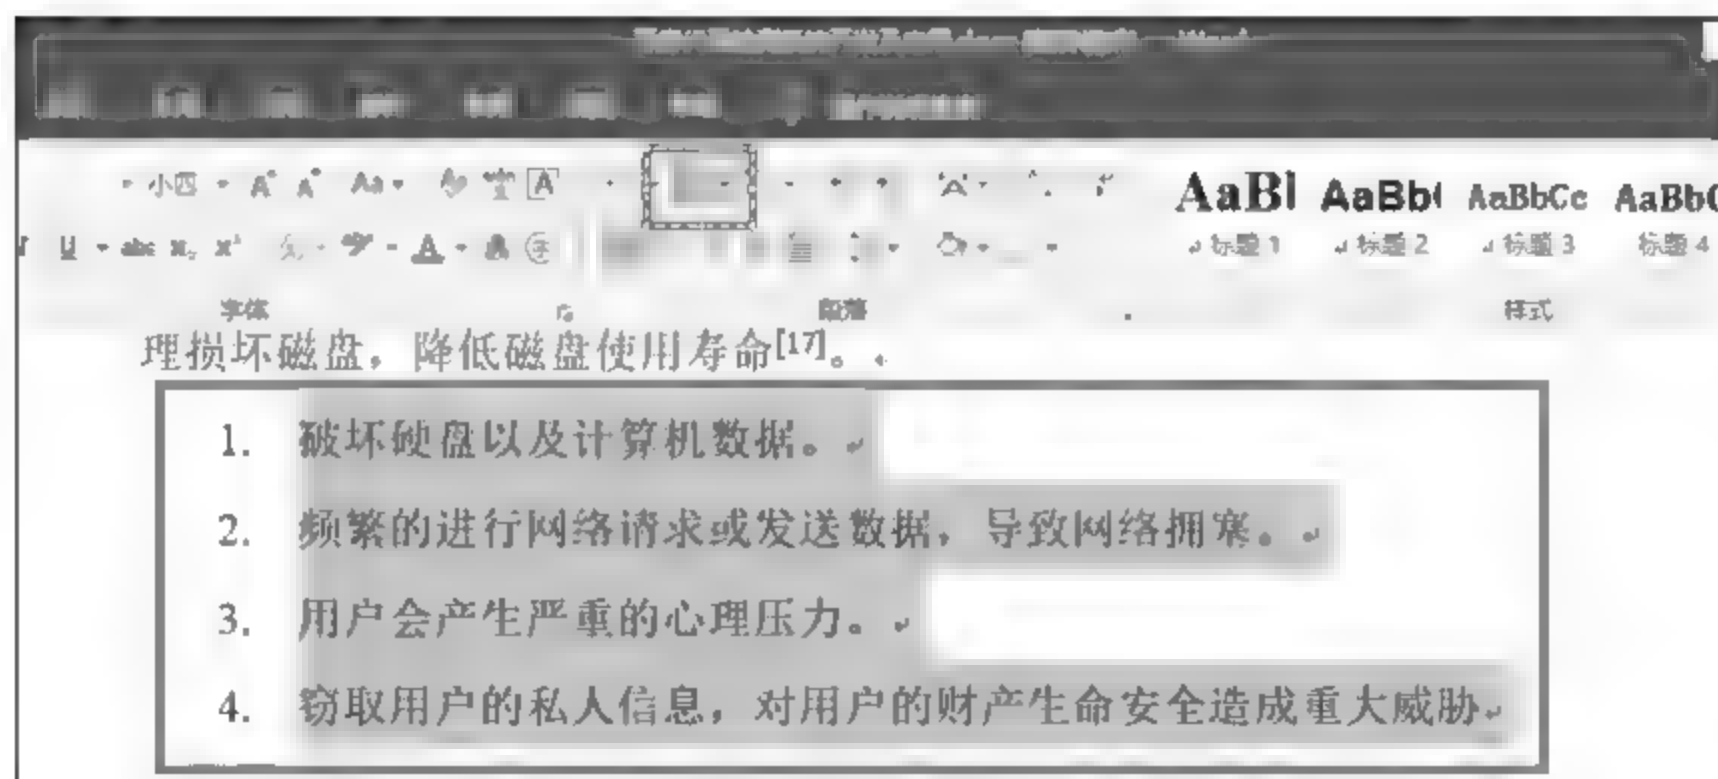 小四 A A Aa A
U abc x₂ x² A A 字
AaBl AaBb( AaBbCc AaBbC
标题 1 标题 2 标题 3 标题 4
字体 段落 样式
理损坏磁盘，降低磁盘使用寿命[17]。
1. 破坏硬盘以及计算机数据。
2. 频繁的进行网络请求或发送数据，导致网络拥塞。
3. 用户会产生严重的心理压力。
4. 窃取用户的私人信息，对用户的财产生命安全造成重大威胁